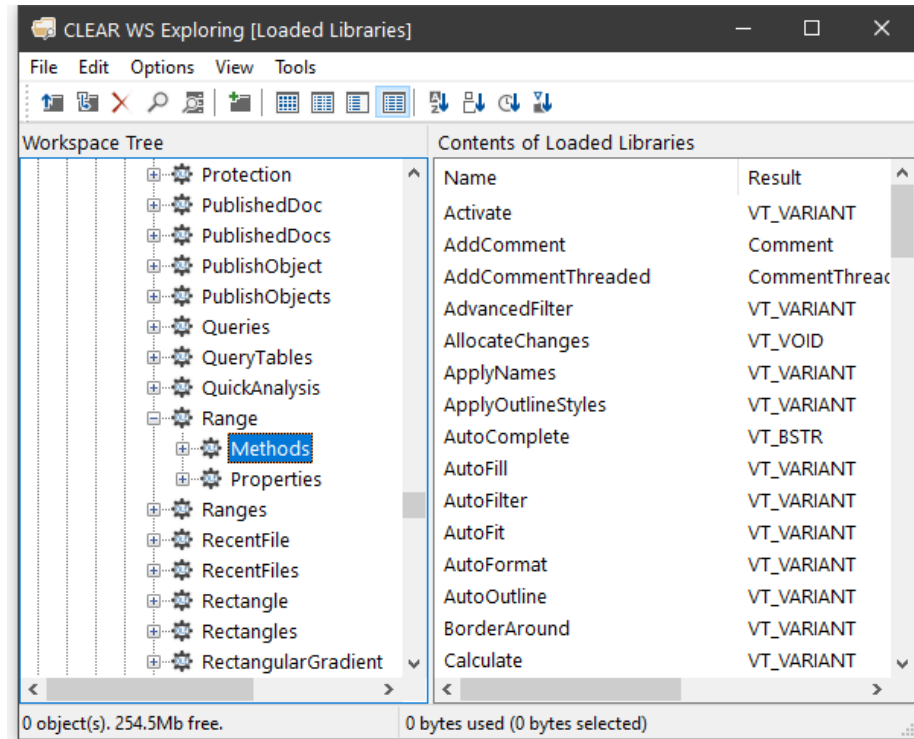 CLEAR WS Exploring [Loaded Libraries]
File Edit Options View Tools
Workspace Tree
Protection
PublishedDoc
PublishedDocs
PublishObject
PublishObjects
Queries
QueryTables
QuickAnalysis
Range
Methods
Properties
Ranges
RecentFile
RecentFiles
Rectangle
Rectangles
RectangularGradient
Contents of Loaded Libraries
Name Result
Activate VT_VARIANT
AddComment Comment
AddCommentThreaded CommentThreac
AdvancedFilter VT_VARIANT
AllocateChanges VT_VOID
ApplyNames VT_VARIANT
ApplyOutlineStyles VT_VARIANT
AutoComplete VT_BSTR
AutoFill VT_VARIANT
AutoFilter VT_VARIANT
AutoFit VT_VARIANT
AutoFormat VT_VARIANT
AutoOutline VT_VARIANT
BorderAround VT_VARIANT
Calculate VT_VARIANT
0 object(s). 254.5Mb free. 0 bytes used (0 bytes selected)